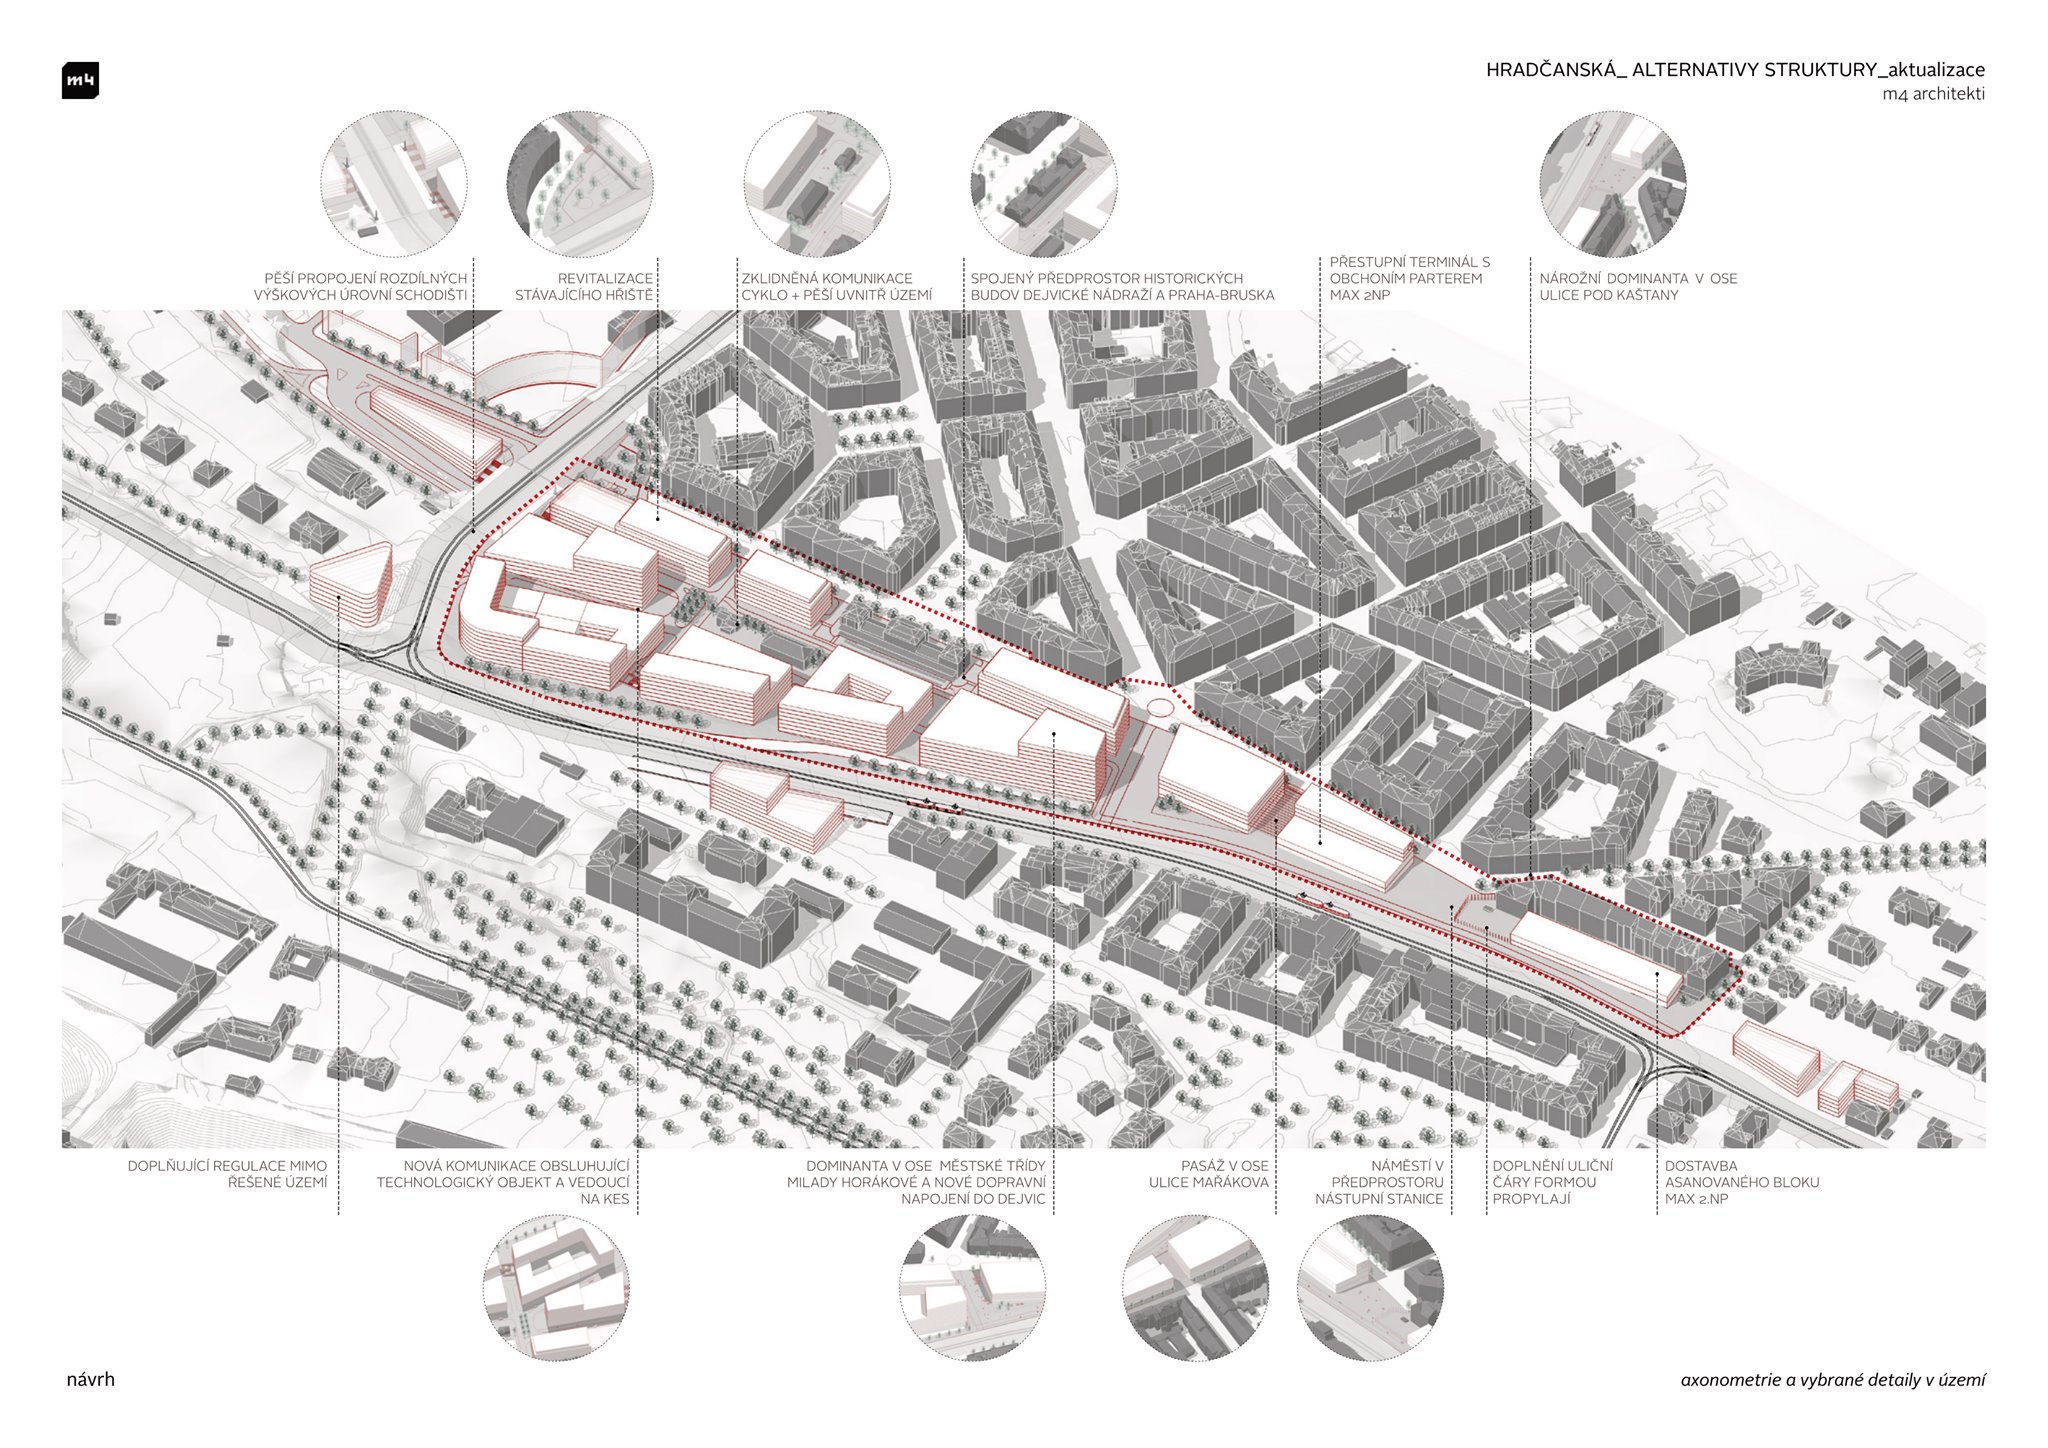 m4
HRADČANSKÁ_ ALTERNATIVY STRUKTURY_aktualizace
m4 architekti
PĚŠÍ PROPOJENÍ ROZDÍLNÝCH
VÝŠKOVÝCH ÚROVNÍ SCHODIŠTI
REVITALIZACE
STÁVAJÍCÍHO HŘIŠTĚ
ZKLIDNĚNÁ KOMUNIKACE
CYKLO + PĚŠÍ UVNITŘ ÚZEMÍ
SPOJENÝ PŘEDPROSTOR HISTORICKÝCH
BUDOV DEJVICKÉ NÁDRAŽÍ A PRAHA-BRUSKA
PŘESTUPNÍ TERMINÁL S
OBCHONÍM PARTEREM
MAX 2NP
NÁROŽNÍ DOMINANTA V OSE
ULICE POD KAŠTANY
DOPLŇUJÍCÍ REGULACE MIMO
ŘEŠENÉ ÚZEMÍ
NOVÁ KOMUNIKACE OBSLUHUJÍCÍ
TECHNOLOGICKÝ OBJEKT A VEDOUCÍ
NA KES
DOMINANTA V OSE MĚSTSKÉ TŘÍDY
MILADY HORÁKOVÉ A NOVÉ DOPRAVNÍ
NAPOJENÍ DO DEJVIC
PASÁŽ V OSE
ULICE MAŘÁKOVA
NÁMĚSTÍ V
PŘEDPROSTORU
NÁSTUPNÍ STANICE
DOPLNĚNÍ ULIČNÍ
ČÁRY FORMOU
PROPYLAJÍ
DOSTAVBA
ASANOVANÉHO BLOKU
MAX 2.NP
návrh
axonometrie a vybrané detaily v území